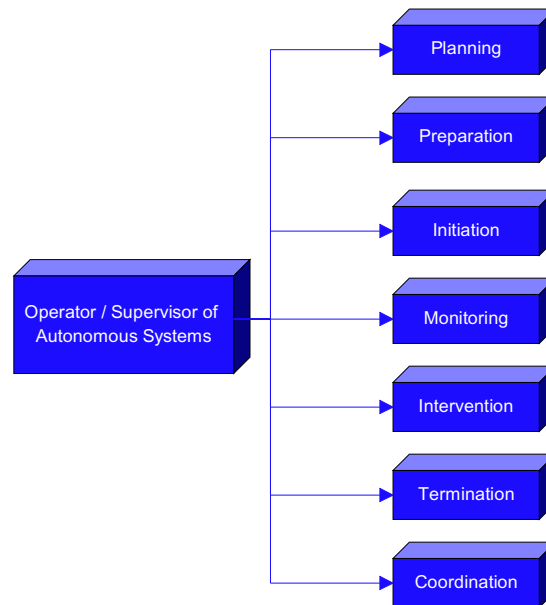 Planning
Preparation
Initiation
Operator / Supervisor of
Autonomous Systems
Monitoring
Intervention
Termination
Coordination